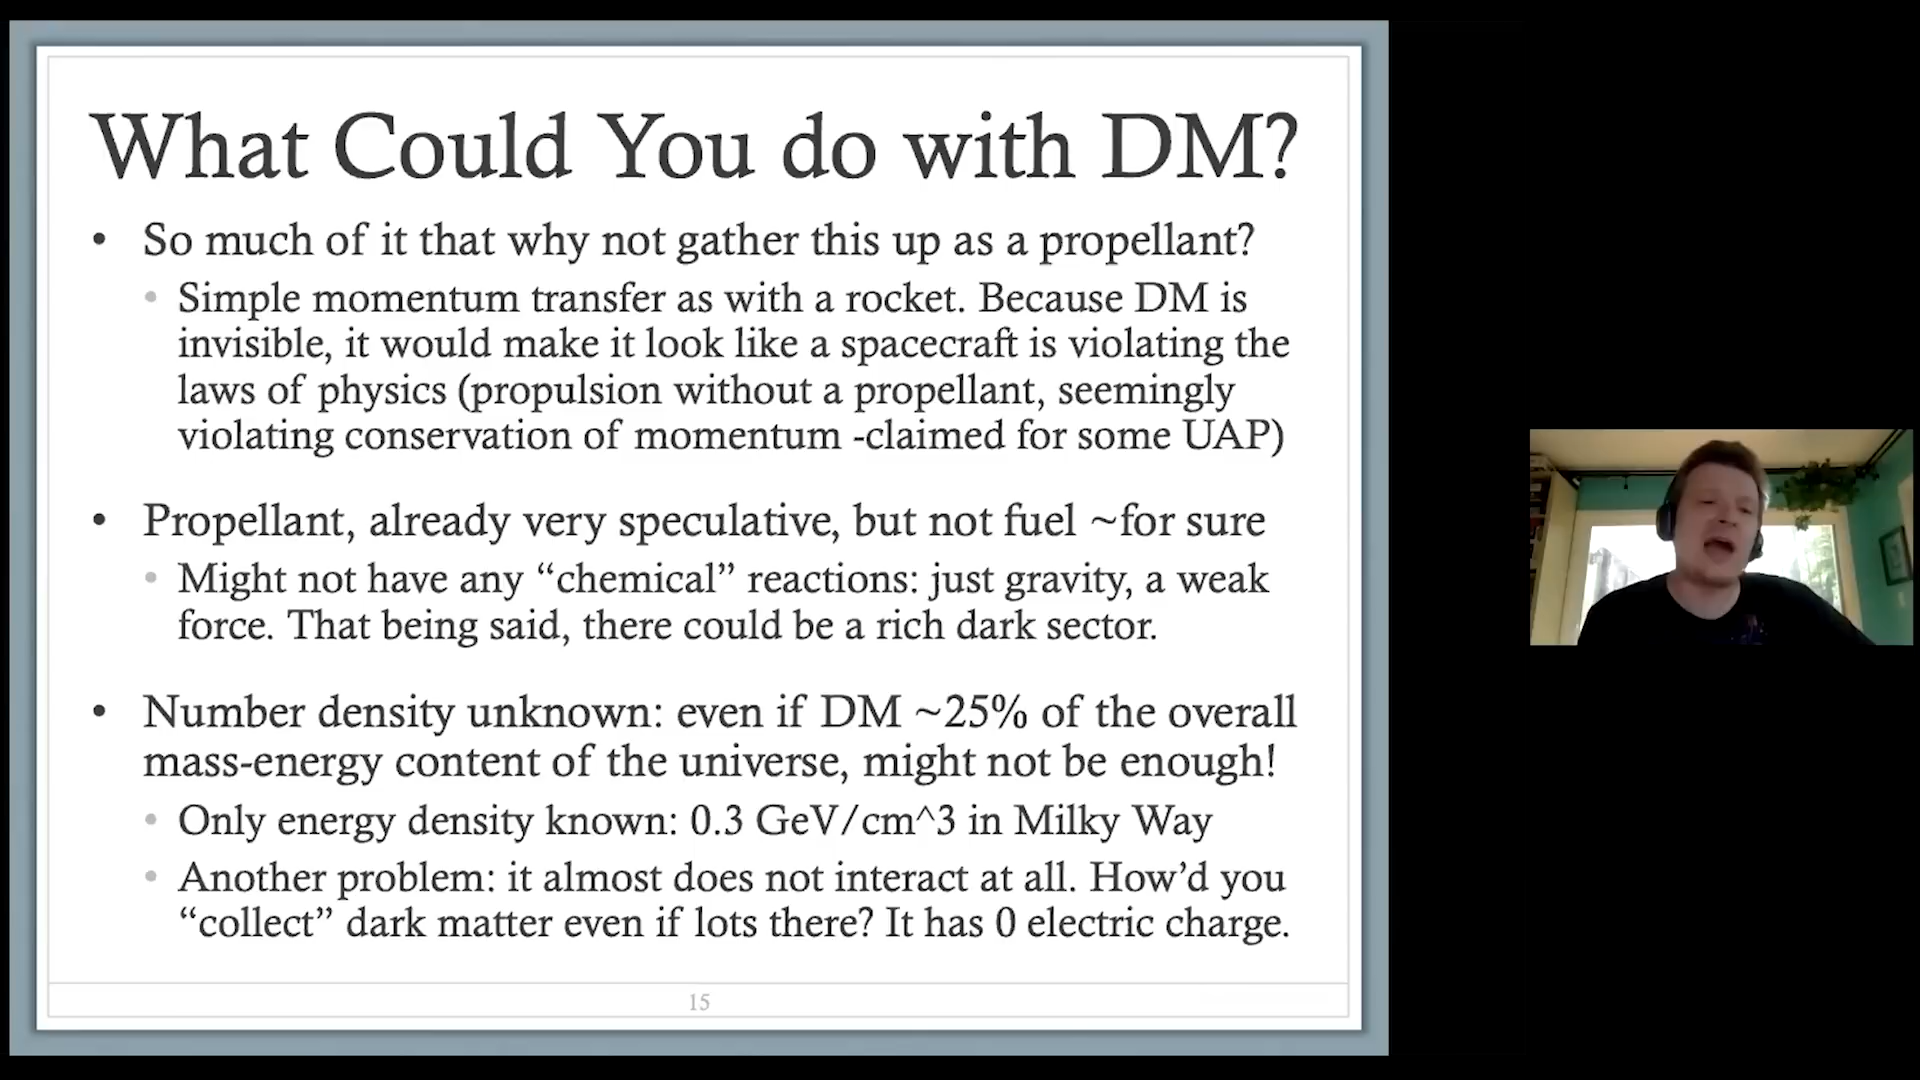 What Could You do with DM?
• So much of it that why not gather this up as a propellant?
• Simple momentum transfer as with a rocket. Because DM is
invisible, it would make it look like a spacecraft is violating the
laws of physics (propulsion without a propellant, seemingly
violating conservation of momentum -claimed for some UAP)
• Propellant, already very speculative, but not fuel ~for sure
• Might not have any “chemical” reactions: just gravity, a weak
force. That being said, there could be a rich dark sector.
• Number density unknown: even if DM ~25% of the overall
mass-energy content of the universe, might not be enough!
• Only energy density known: 0.3 GeV/cm^3 in Milky Way
• Another problem: it almost does not interact at all. How’d you
“collect” dark matter even if lots there? It has 0 electric charge.
15